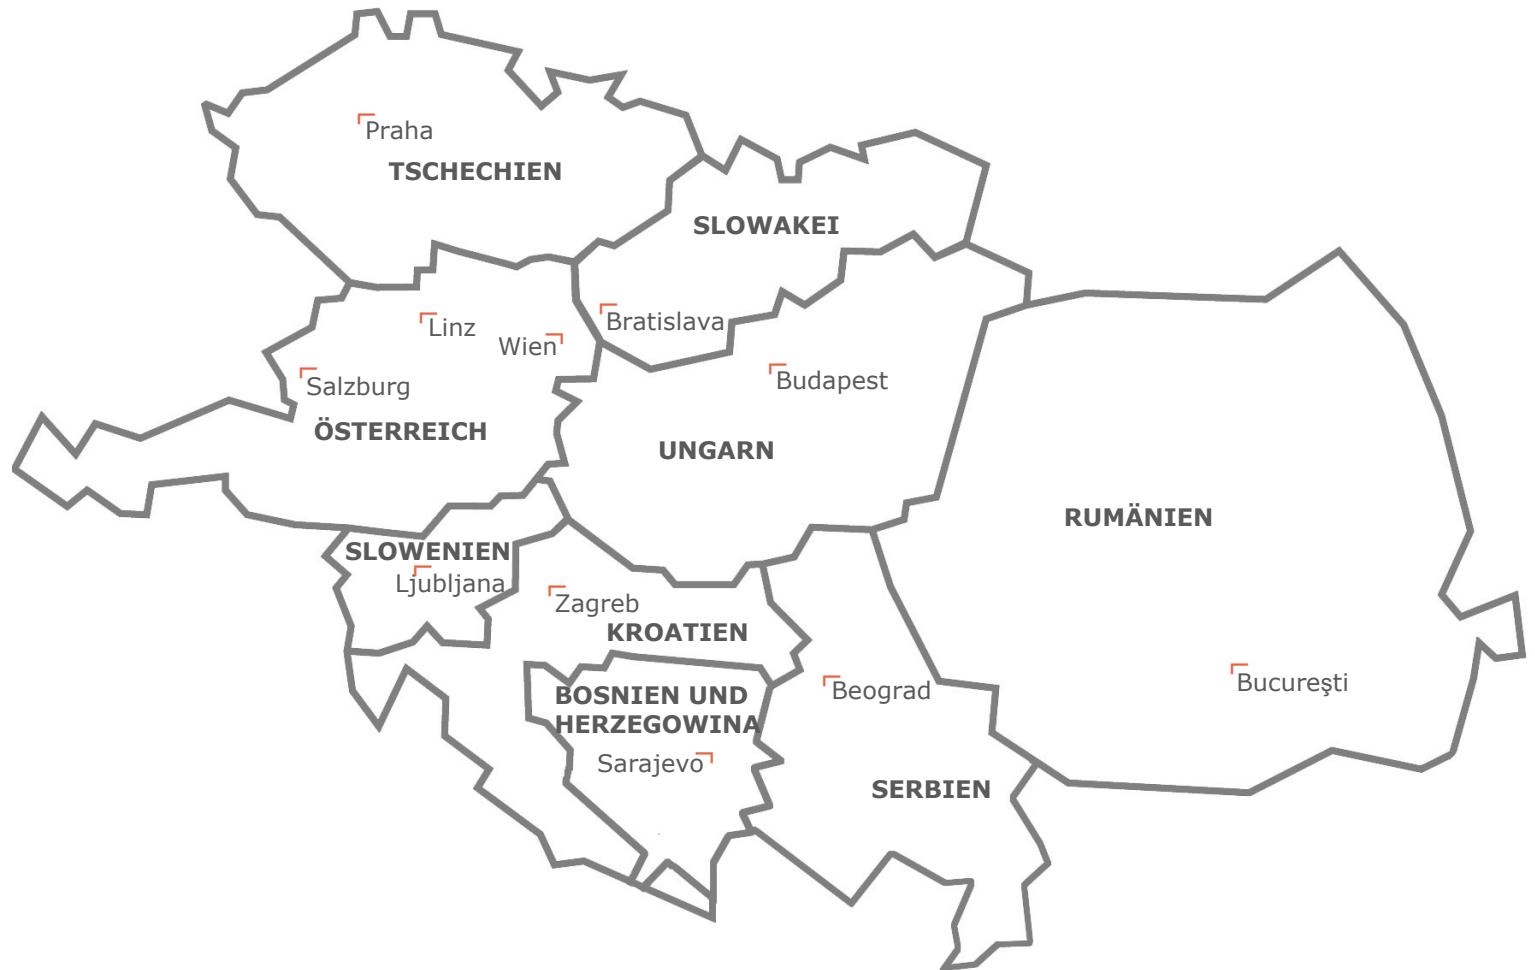 Praha
TSCHECHIEN
SLOWAKEI
Bratislava
Linz
Wien
Salzburg
ÖSTERREICH
Budapest
UNGARN
RUMÄNIEN
SLOWENIEN
Ljubljana
Zagreb
KROATIEN
BOSNIEN UND
HERZEGOWINA
Sarajevo
Beograd
SERBIEN
Bucureşti